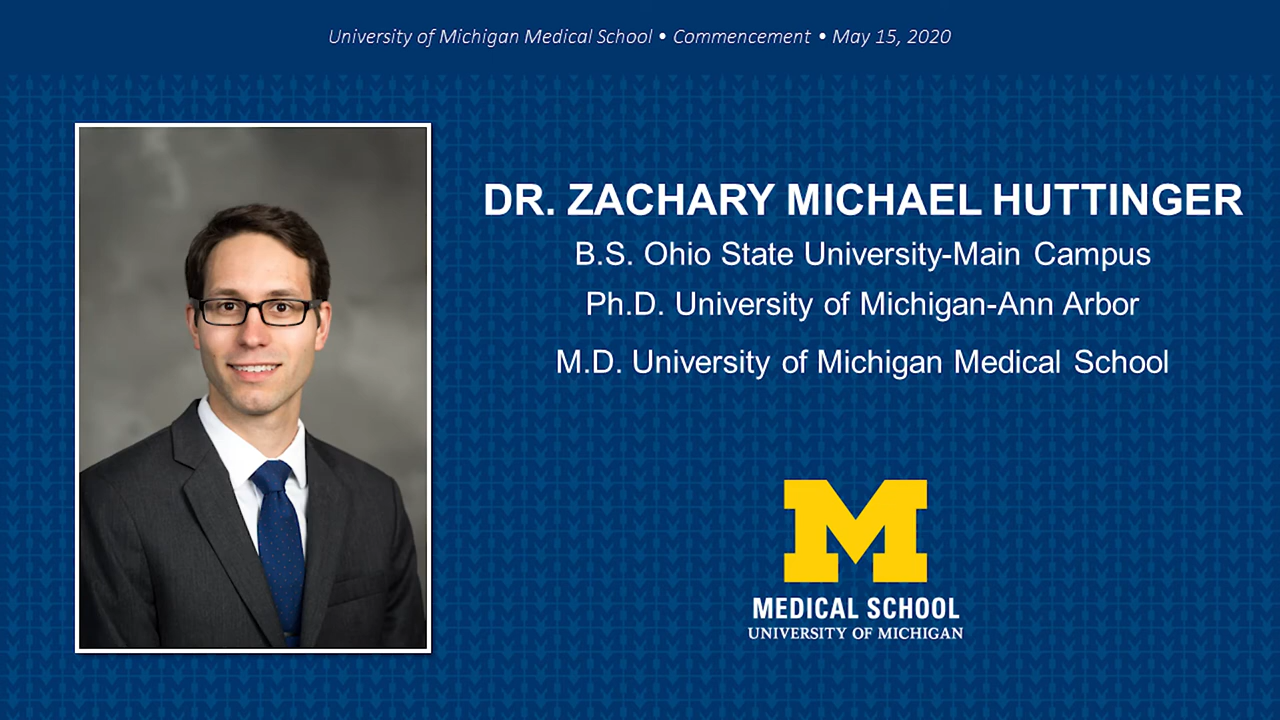 University of Michigan Medical School • Commencement • May 15, 2020
DR. ZACHARY MICHAEL HUTTINGER
B.S. Ohio State University-Main Campus
Ph.D. University of Michigan-Ann Arbor
M.D. University of Michigan Medical School
M
MEDICAL SCHOOL
UNIVERSITY OF MICHIGAN